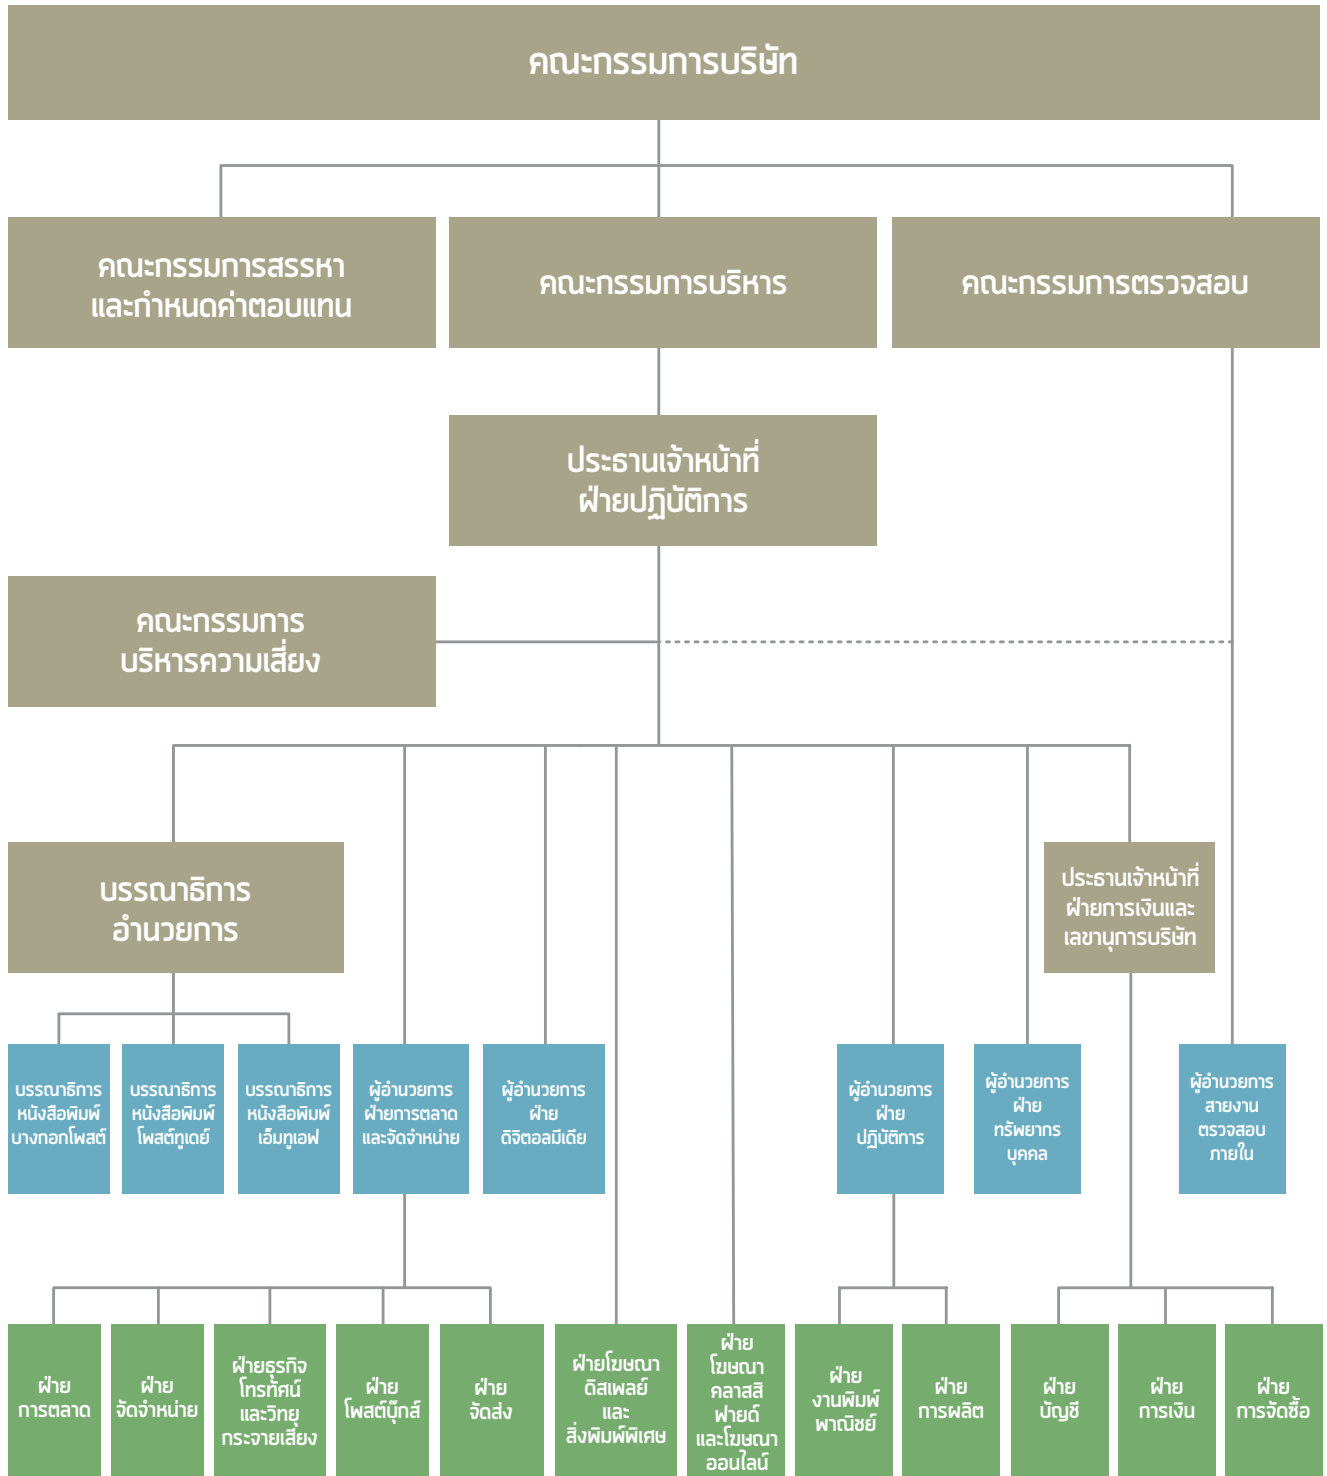 คณะกรรมการบริษัท
คณะกรรมการสรรหา
และกำหนดค่าตอบแทน
คณะกรรมการบริหาร
คณะกรรมการตรวจสอบ
ประธานเจ้าหน้าที่
ฝ่ายปฏิบัติการ
คณะกรรมการ
บริหารความเสี่ยง
บรรณาธิการ
อำนวยการ
ประธานเจ้าหน้าที่
ฝ่ายการเงินและ
เลขานุการบริษัท
บรรณาธิการ
หนังสือพิมพ์
บางกอกโพสต์
บรรณาธิการ
หนังสือพิมพ์
โพสต์ทูเดย์
บรรณาธิการ
หนังสือพิมพ์
เอ็มทูเอฟ
ผู้อำนวยการ
ฝ่ายการตลาด
และจัดจำหน่าย
ผู้อำนวยการ
ฝ่าย
ดิจิตอลมีเดีย
ผู้อำนวยการ
ฝ่าย
ปฏิบัติการ
ผู้อำนวยการ
ฝ่าย
ทรัพยากร
บุคคล
ผู้อำนวยการ
สายงาน
ตรวจสอบ
ภายใน
ฝ่าย
การตลาด
ฝ่าย
จัดจำหน่าย
ฝ่ายธุรกิจ
โทรทัศน์
และวิทยุ
กระจายเสียง
ฝ่าย
โพสต์บุ๊กส์
ฝ่าย
จัดส่ง
ฝ่ายโฆษณา
ดิสเพลย์
และ
สิ่งพิมพ์พิเศษ
ฝ่าย
โฆษณา
คลาสสิ
ฟายด์
และโฆษณา
ออนไลน์
ฝ่าย
งานพิมพ์
พาณิชย์
ฝ่าย
การผลิต
ฝ่าย
บัญชี
ฝ่าย
การเงิน
ฝ่าย
การจัดซื้อ